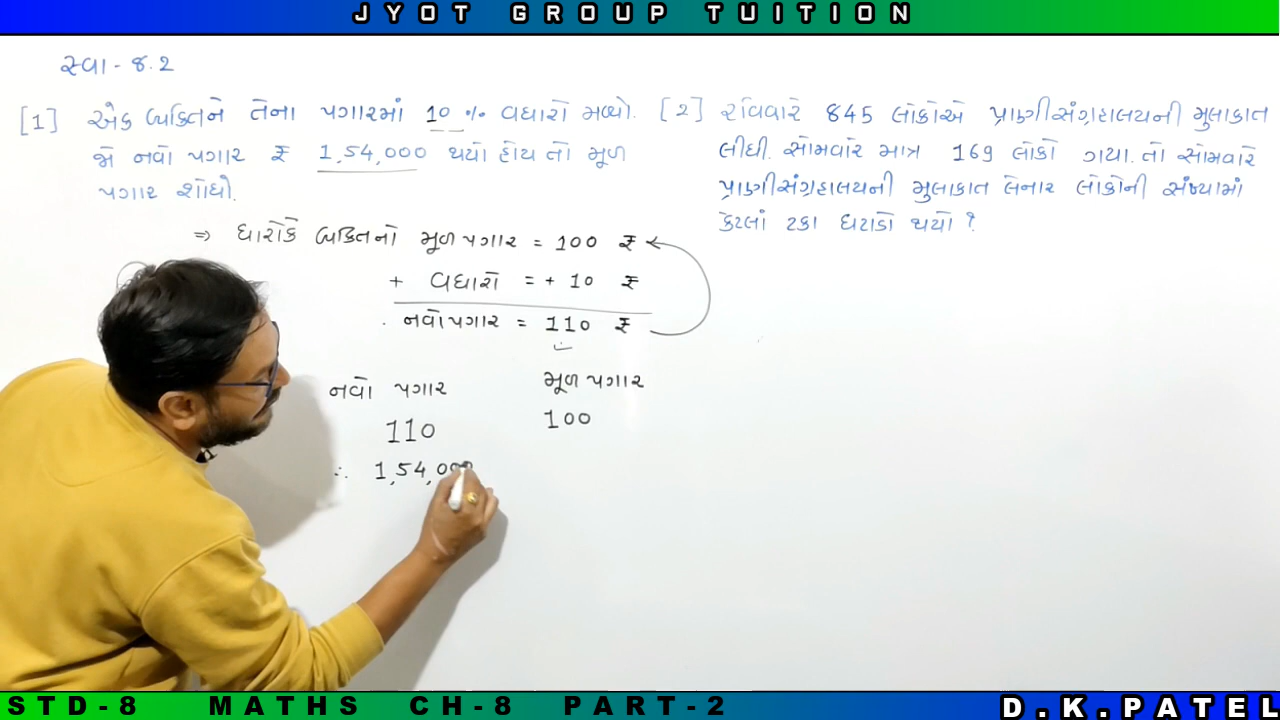 JYOT GROUP TUITION
સ્વા - ૪.2
[1] એક વ્યક્તિને તેના પગારમાં 10 % વધારો મળ્યો.
જો નવો પગાર ₹ 1,54,000 થયો હોય તો મૂળ
પગાર શોધો.
[2] રવિવારે 845 લોકોએ પ્રાણીસંગ્રહાલયની મુલાકાત
લીધી. સોમવારે માત્ર 169 લોકો ગયા. તો સોમવારે
પ્રાણીસંગ્રહાલયની મુલાકાત લેનાર લોકોની સંખ્યામાં
કેટલાં ટકા ઘટાડો થયો ?
⇒ ધારોકે વ્યક્તિનો મૂળ પગાર = 100 ₹
+ વધારો = + 10 ₹
. નવો પગાર = 110 ₹
નવો પગાર મૂળ પગાર
110 100
∴ 1,54,000
STD-8 MATHS CH-8 PART-2
D.K.PATEL